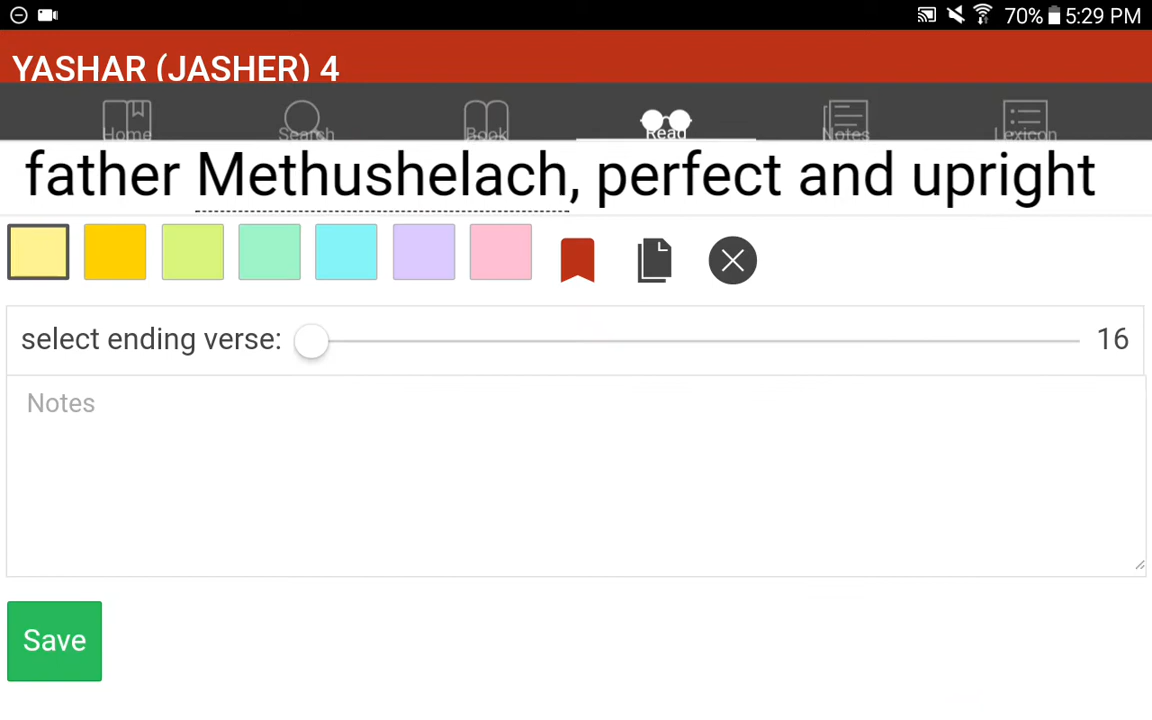 70% 5:29 PM
YASHAR (JASHER) 4
Home Search Book Read Notes Lexicon
father Methushelach, perfect and upright
select ending verse: 16
Notes
Save